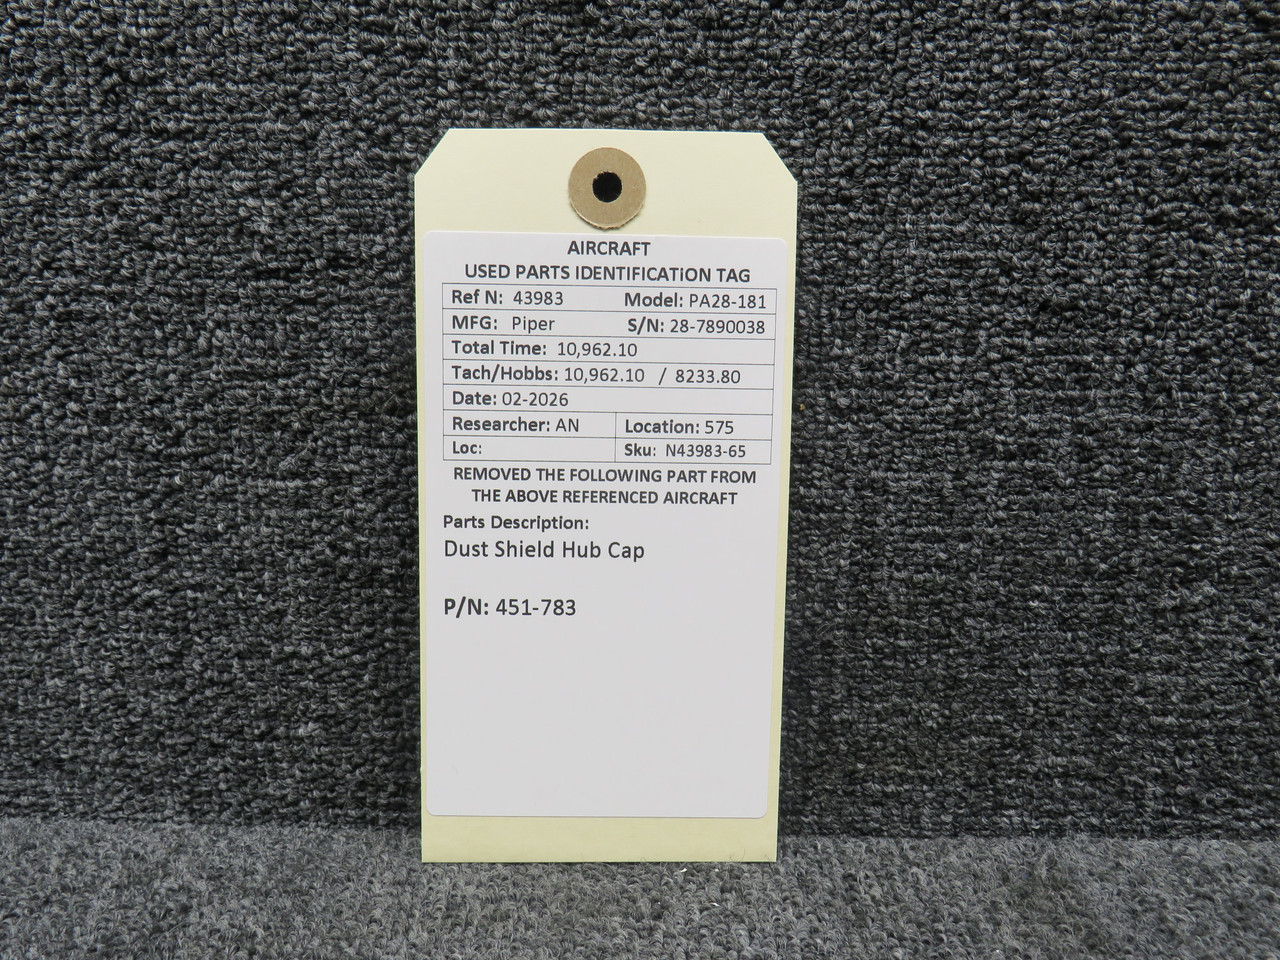 AIRCRAFT
USED PARTS IDENTIFICATiON TAG
Ref N: 43983 Model: PA28-181
MFG: Piper S/N: 28-7890038
Total Time: 10,962.10
Tach/Hobbs: 10,962.10 / 8233.80
Date: 02-2026
Researcher: AN Location: 575
Loc: Sku: N43983-65
REMOVED THE FOLLOWING PART FROM
THE ABOVE REFERENCED AIRCRAFT
Parts Description:
Dust Shield Hub Cap
P/N: 451-783